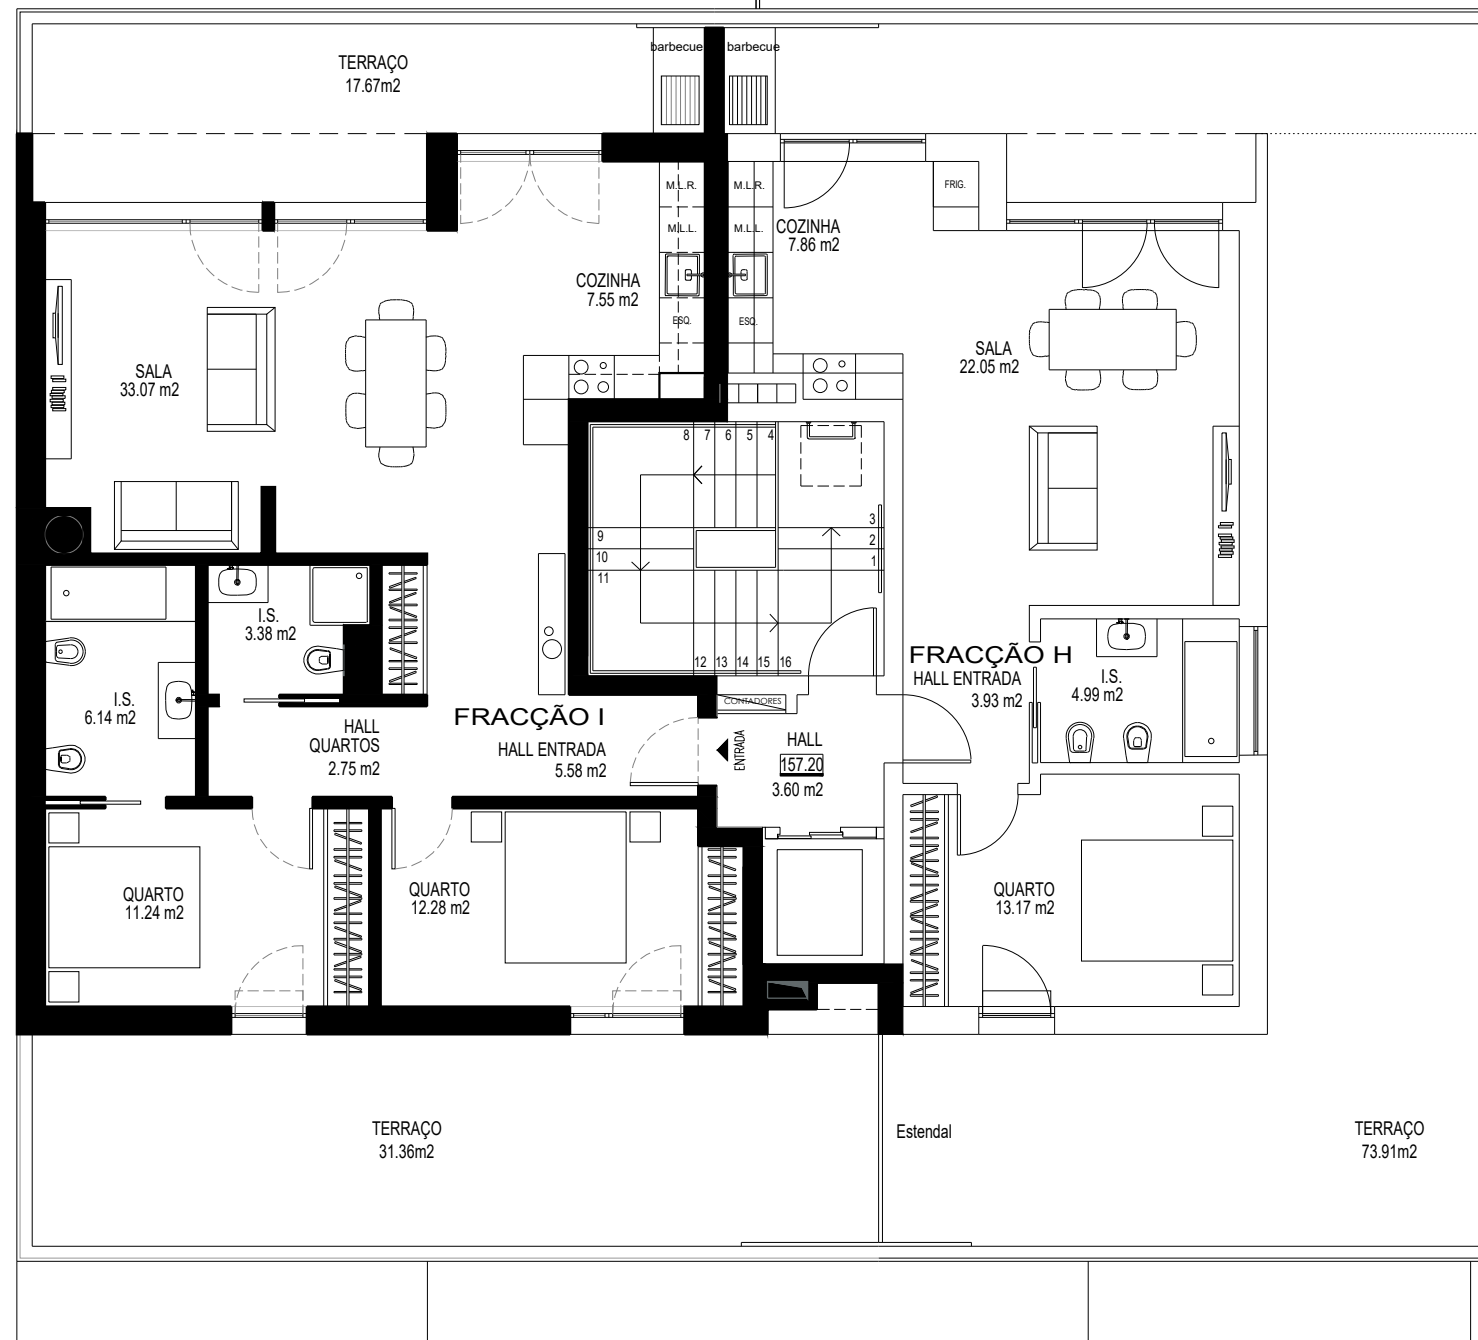 TERRAÇO
17.67m2
barbecue
barbecue
M.L.R.
M.L.L.
ESQ.
M.L.R.
M.L.L.
ESQ.
FRIG.
COZINHA
7.86 m2
COZINHA
7.55 m2
SALA
33.07 m2
SALA
22.05 m2
8 7 6 5 4
3
2
1
9
10
11
12 13 14 15 16
I.S.
3.38 m2
I.S.
6.14 m2
HALL
QUARTOS
2.75 m2
FRACÇÃO I
HALL ENTRADA
5.58 m2
CONTADORES
ENTRADA
HALL
157.20
3.60 m2
FRACÇÃO H
HALL ENTRADA
3.93 m2
I.S.
4.99 m2
QUARTO
11.24 m2
QUARTO
12.28 m2
QUARTO
13.17 m2
TERRAÇO
31.36m2
Estendal
TERRAÇO
73.91m2